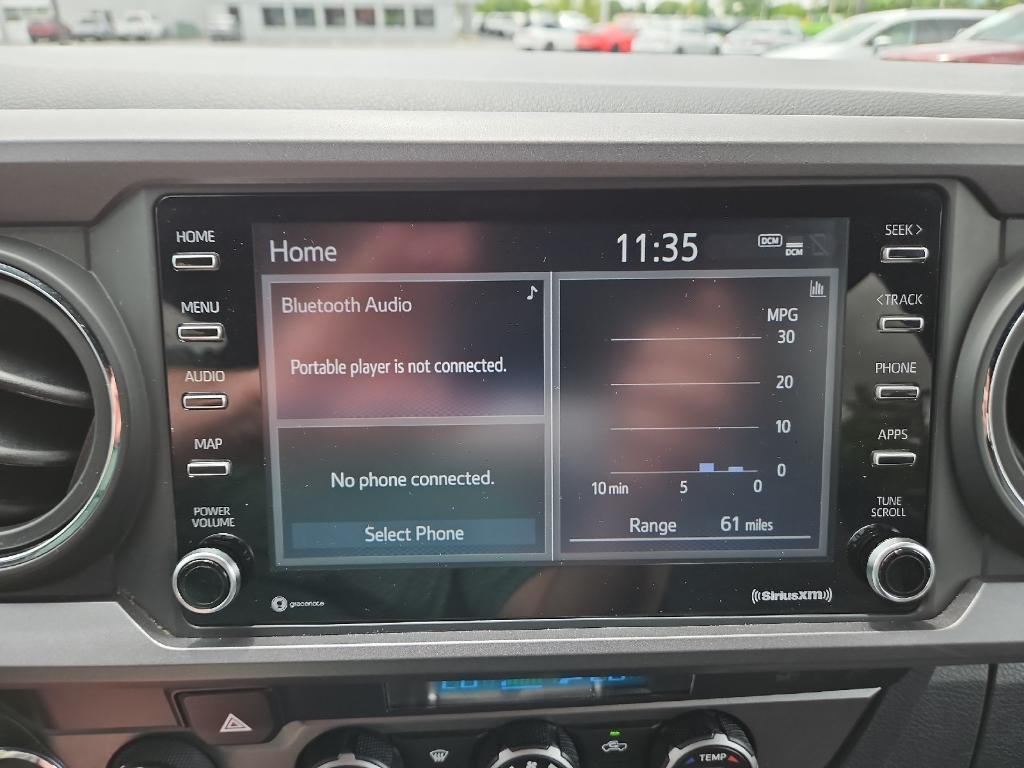 HOME
MENU
AUDIO
MAP
POWER
VOLUME
Home
11:35
DCM
DCM
Bluetooth Audio
Portable player is not connected.
No phone connected.
Select Phone
MPG
30
20
10
0
10 min 5 0
Range 61 miles
SEEK >
< TRACK
PHONE
APPS
TUNE
SCROLL
gracenote
((SiriusXM))
TEMP